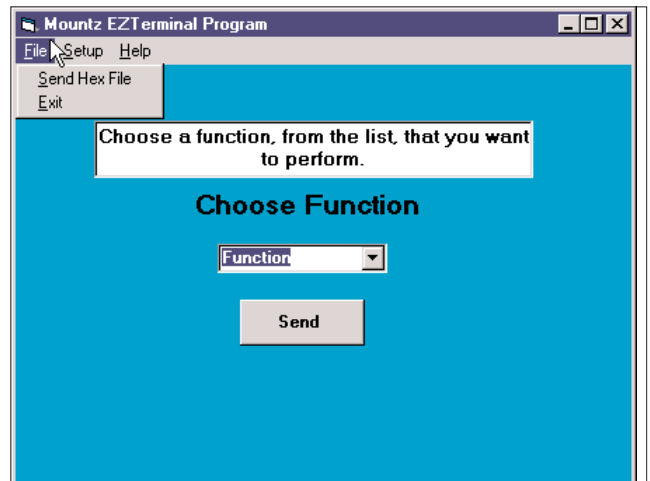 Mountz EZTerminal Program
File Setup Help
Send Hex File
Exit
Choose a function, from the list, that you want
to perform.
Choose Function
Function
Send